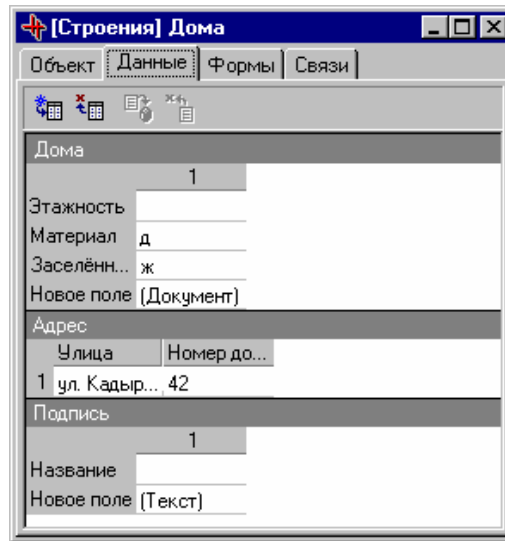 [Строения] Дома
Объект Данные Формы Связи
Дома
1
Этажность
Материал д
Заселённ... ж
Новое поле (Документ)
Адрес
Улица Номер до...
1 ул. Кадыр... 42
Подпись
1
Название
Новое поле (Текст)